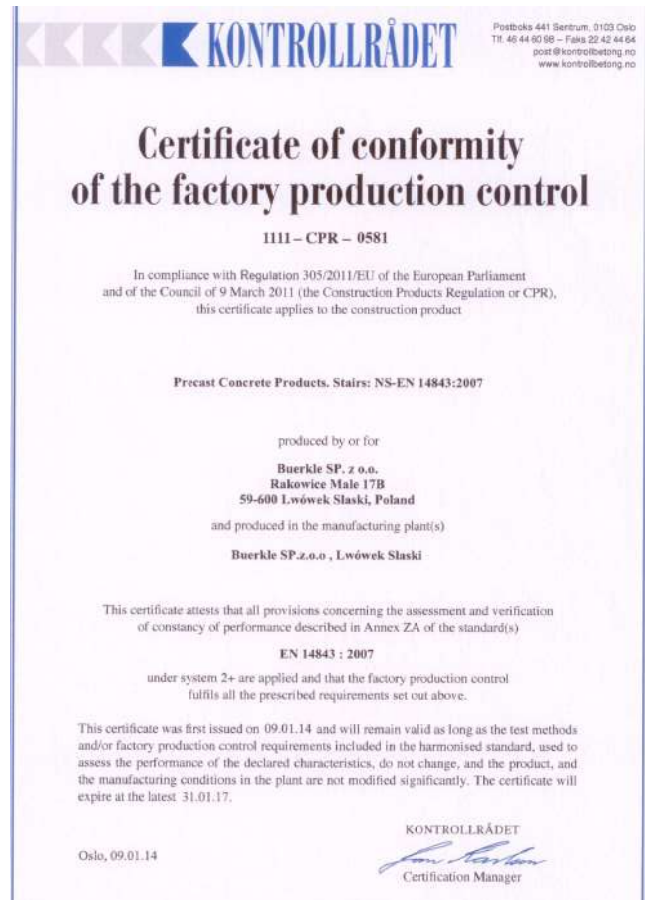 KONTROLLRÅDET
Postboks 441 Sentrum, 0103 Oslo
Tlf. 46 44 60 98 – Faks 22 42 44 64
post@kontrollbetong.no
www.kontrollbetong.no
Certificate of conformity
of the factory production control
1111– CPR – 0581
In compliance with Regulation 305/2011/EU of the European Parliament
and of the Council of 9 March 2011 (the Construction Products Regulation or CPR),
this certificate applies to the construction product
Precast Concrete Products. Stairs: NS-EN 14843:2007
produced by or for
Buerkle SP. z o.o.
Rakowice Male 17B
59-600 Lwówek Slaski, Poland
and produced in the manufacturing plant(s)
Buerkle SP.z.o.o , Lwówek Slaski
This certificate attests that all provisions concerning the assessment and verification
of constancy of performance described in Annex ZA of the standard(s)
EN 14843 : 2007
under system 2+ are applied and that the factory production control
fulfils all the prescribed requirements set out above.
This certificate was first issued on 09.01.14 and will remain valid as long as the test methods
and/or factory production control requirements included in the harmonised standard, used to
assess the performance of the declared characteristics, do not change, and the product, and
the manufacturing conditions in the plant are not modified significantly. The certificate will
expire at the latest 31.01.17.
KONTROLLRÅDET
Oslo, 09.01.14
Certification Manager